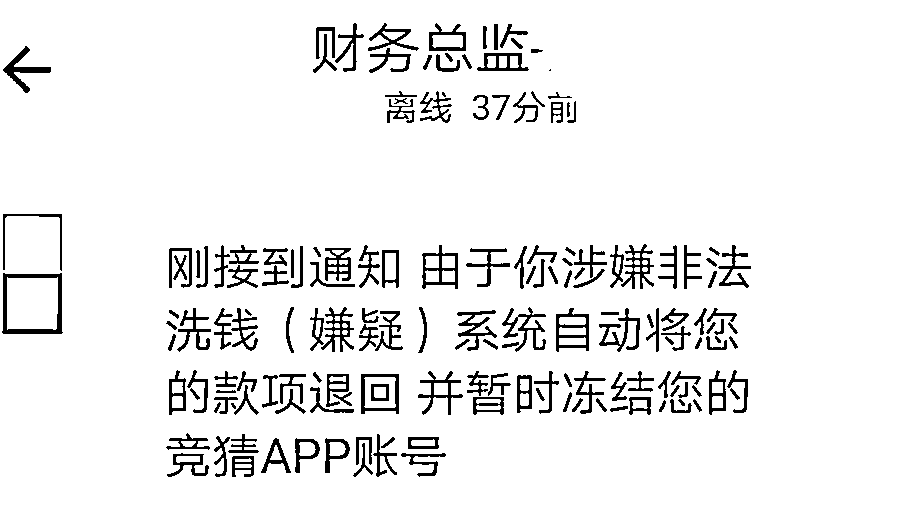 财务总监-
离线 37分前
刚接到通知 由于你涉嫌非法
洗钱（嫌疑）系统自动将您
的款项退回 并暂时冻结您的
竞猜APP账号